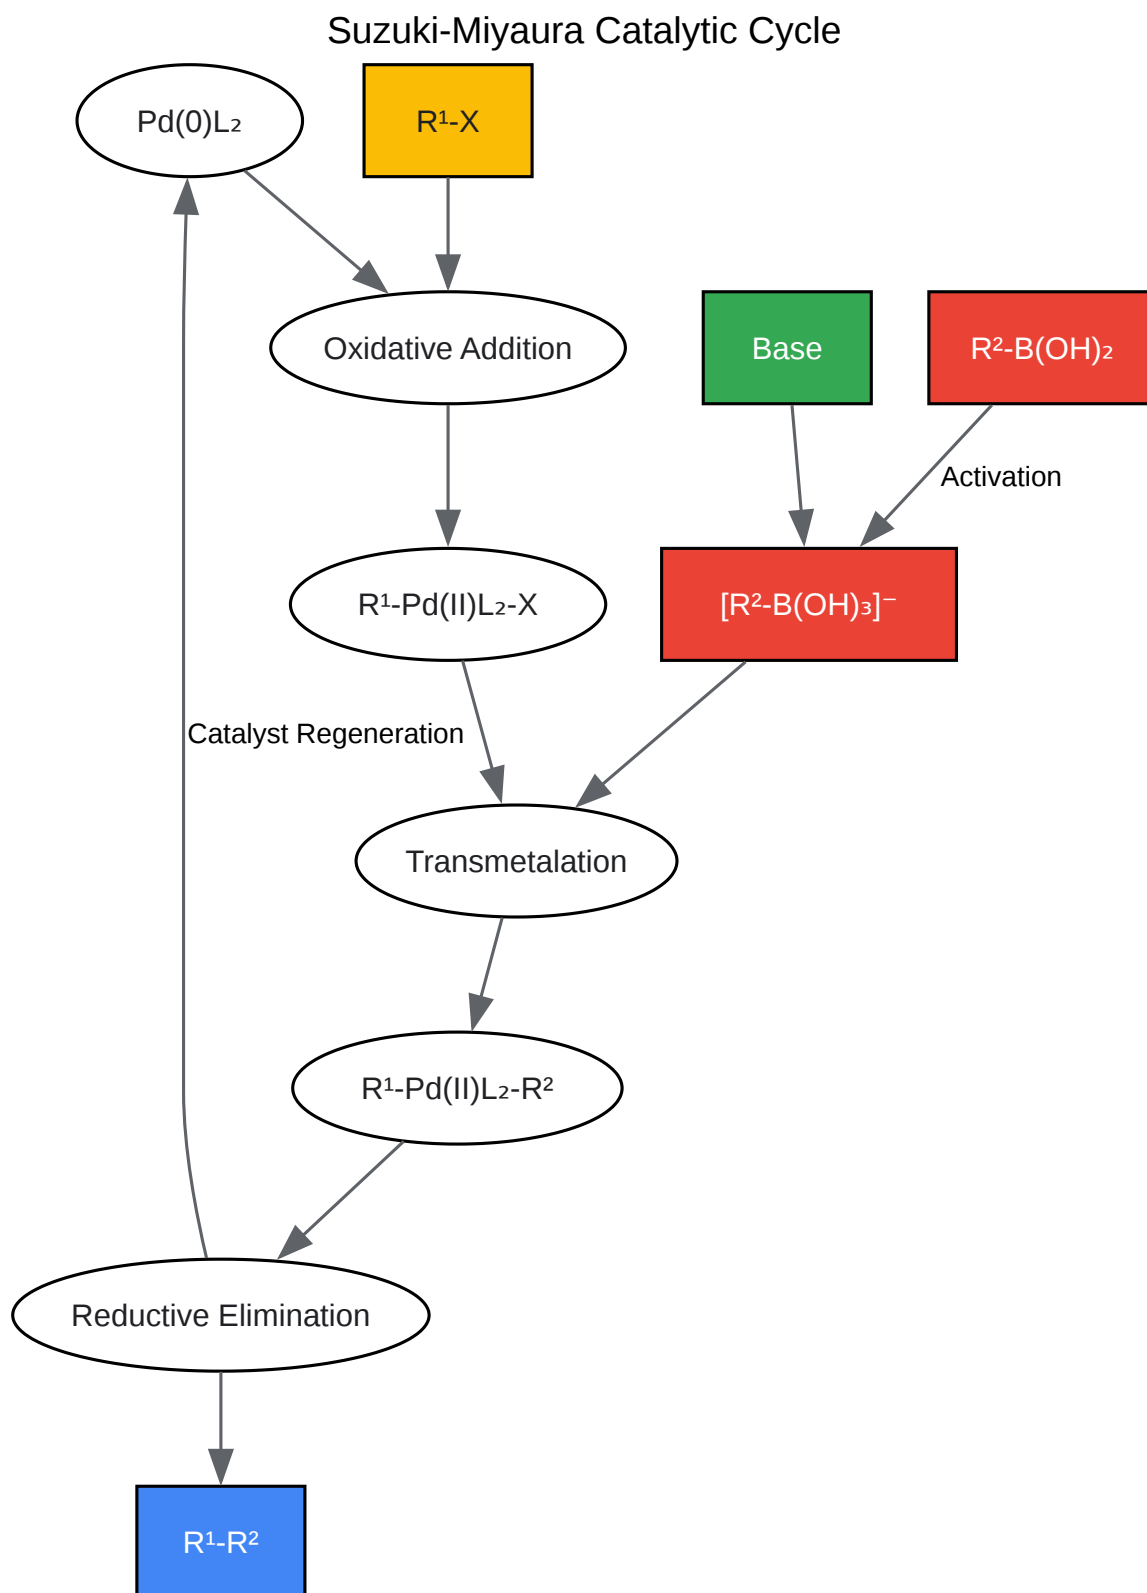 Suzuki-Miyaura Catalytic Cycle
Pd(0)L₂
R¹-X
Oxidative Addition
Base
R²-B(OH)₂
Activation
R¹-Pd(II)L₂-X
[R²-B(OH)₃]⁻
Catalyst Regeneration
Transmetalation
R¹-Pd(II)L₂-R²
Reductive Elimination
R¹-R²